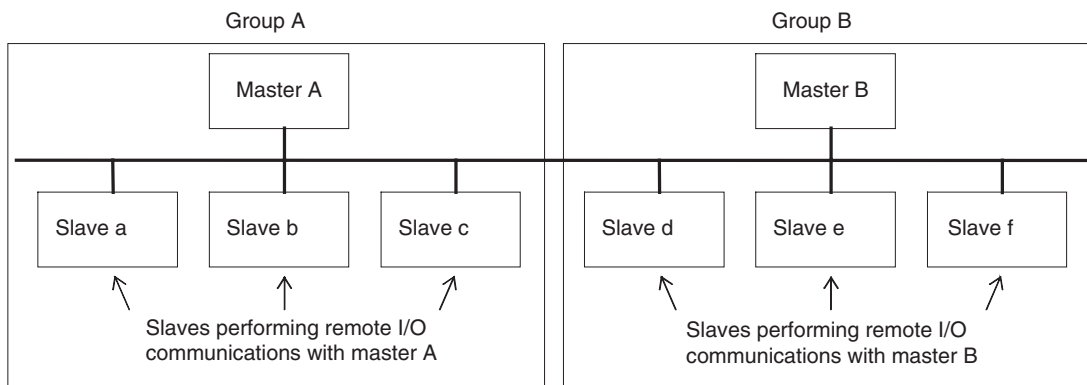 Group A
Group B
Master A
Master B
Slave a
Slave b
Slave c
Slave d
Slave e
Slave f
Slaves performing remote I/O
communications with master A
Slaves performing remote I/O
communications with master B